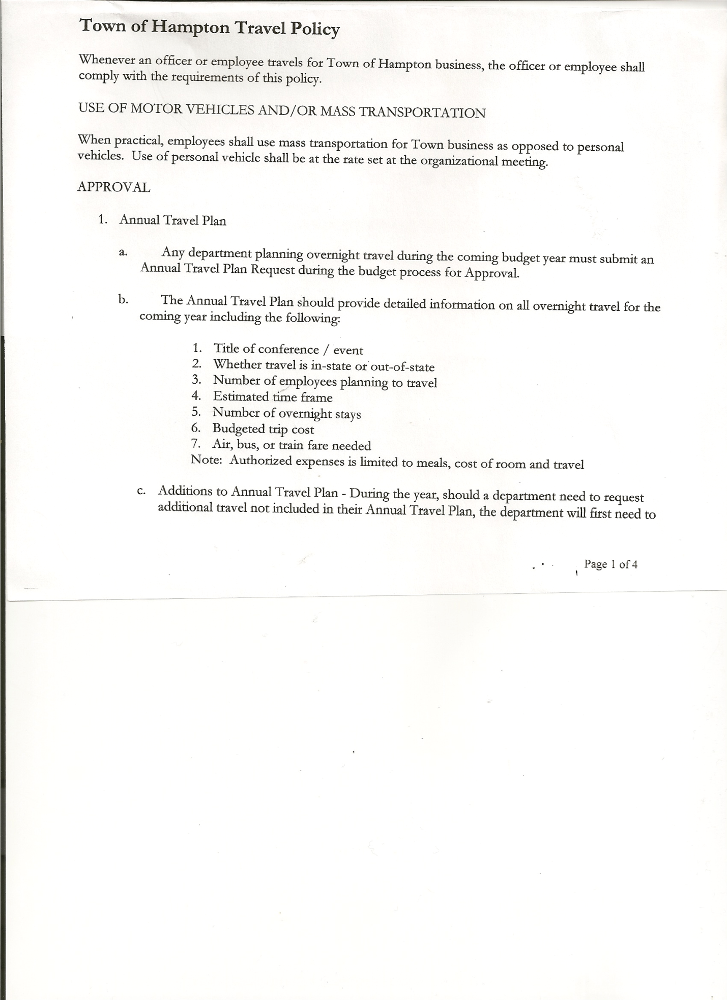 Town of Hampton Travel Policy
Whenever an officer or employee travels for Town of Hampton business, the officer or employee shall
comply with the requirements of this policy.
USE OF MOTOR VEHICLES AND/OR MASS TRANSPORTATION
When practical, employees shall use mass transportation for Town business as opposed to personal
vehicles. Use of personal vehicle shall be at the rate set at the organizational meeting.
APPROVAL
1. Annual Travel Plan
a. Any department planning overnight travel during the coming budget year must submit an
Annual Travel Plan Request during the budget process for Approval.
b. The Annual Travel Plan should provide detailed information on all overnight travel for the
coming year including the following:
1. Title of conference / event
2. Whether travel is in-state or out-of-state
3. Number of employees planning to travel
4. Estimated time frame
5. Number of overnight stays
6. Budgeted trip cost
7. Air, bus, or train fare needed
Note: Authorized expenses is limited to meals, cost of room and travel
c. Additions to Annual Travel Plan - During the year, should a department need to request
additional travel not included in their Annual Travel Plan, the department will first need to
Page 1 of 4